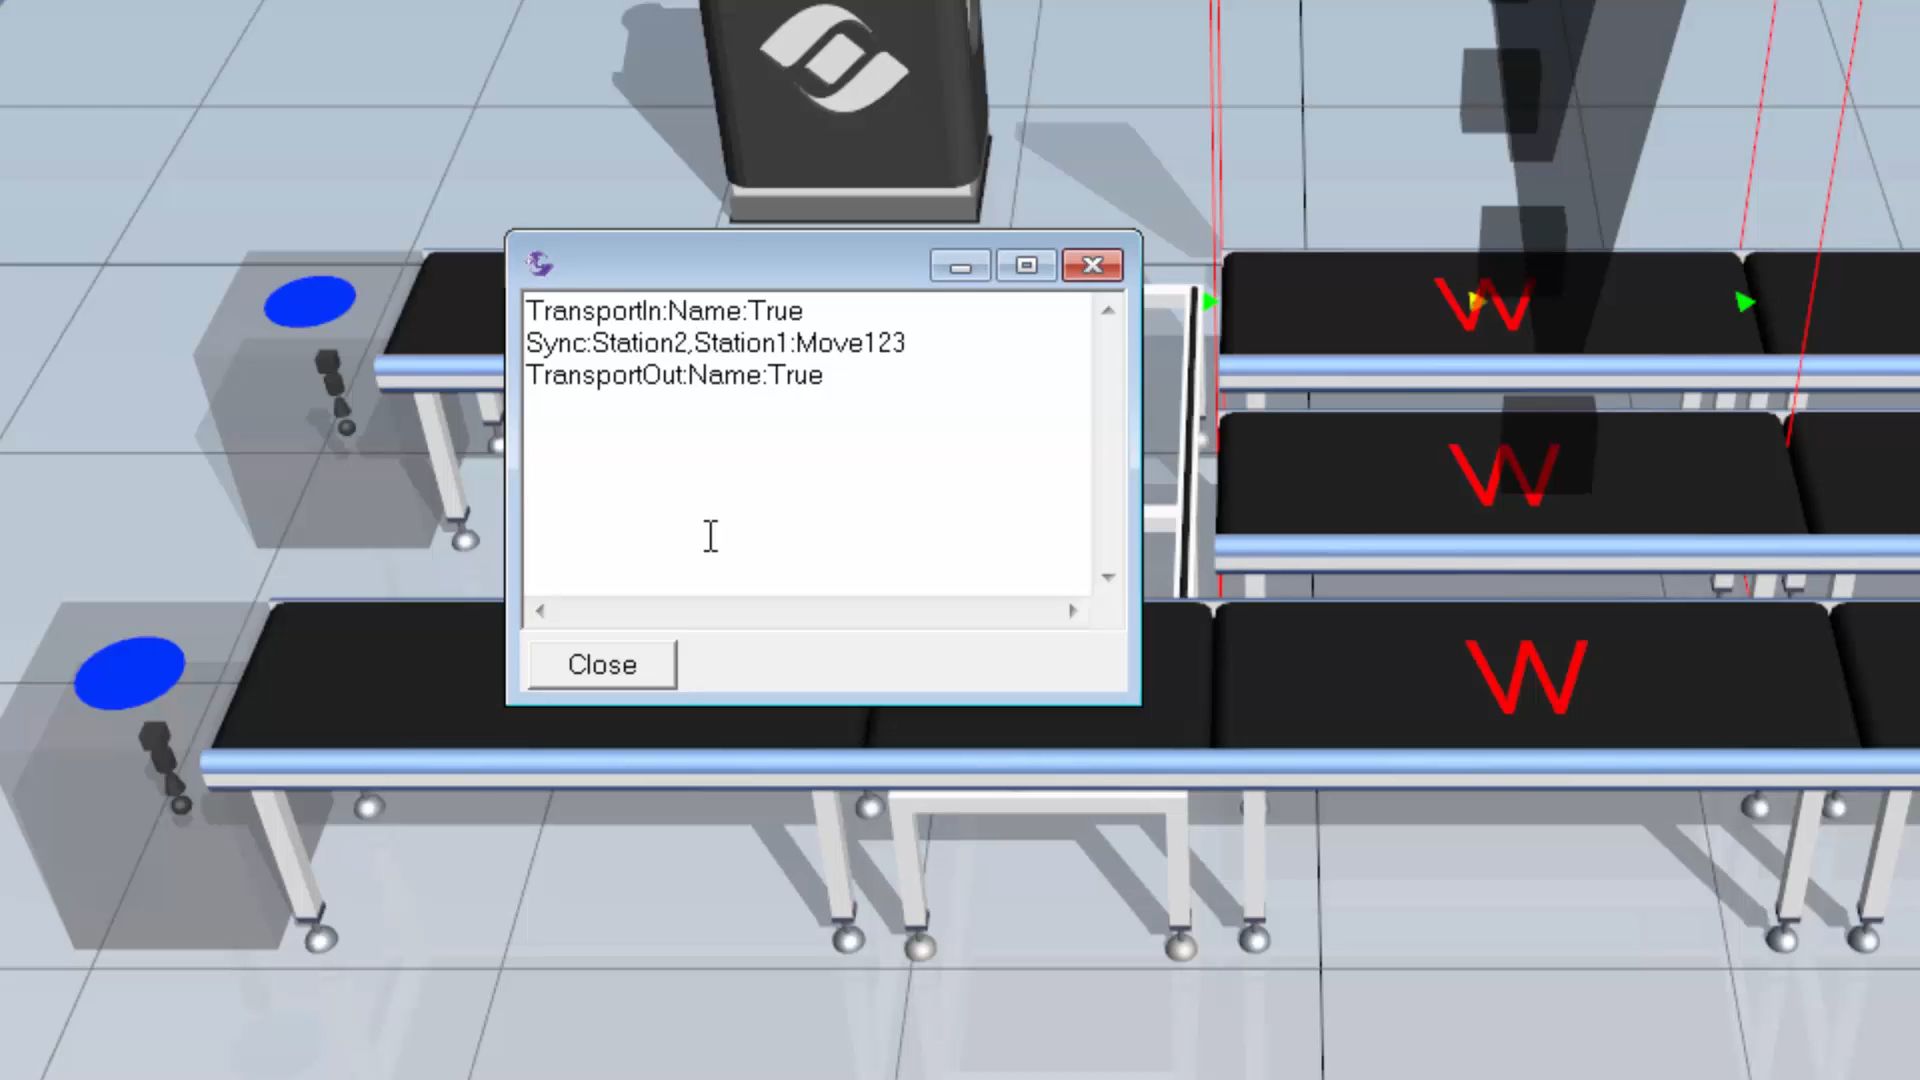 TransportIn:Name:True
Sync:Station2,Station1:Move123
TransportOut:Name:True
W
W
Close
W